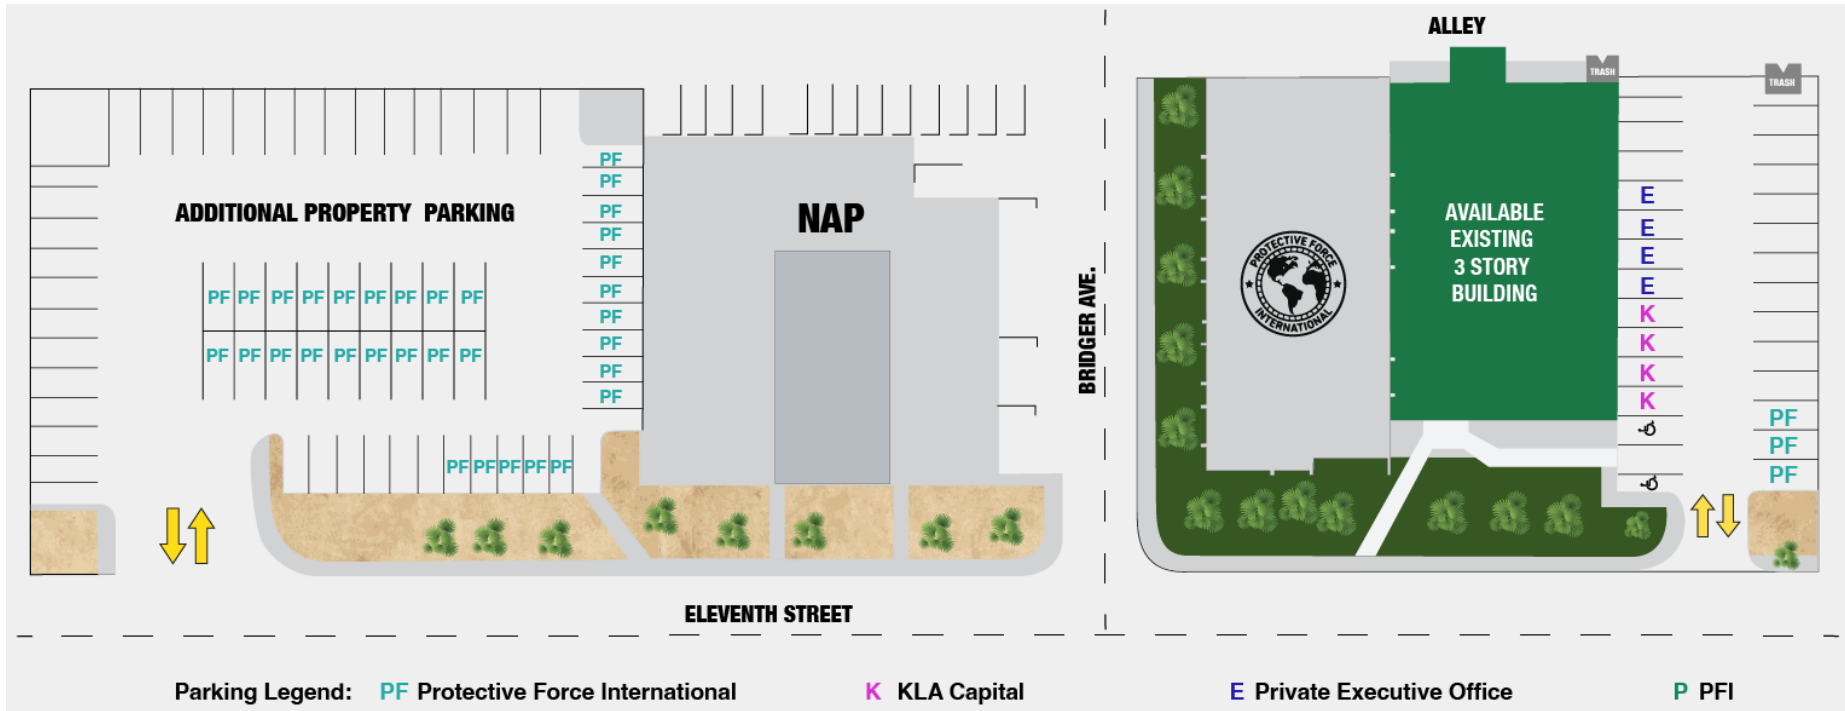 ALLEY
TRASH
TRASH
PF
PF
PF
PF
PF
PF
PF
PF
PF
PF
ADDITIONAL PROPERTY PARKING
PF PF PF PF PF PF PF PF PF
PF PF PF PF PF PF PF PF PF
PF PF PF PF PF
NAP
BRIDGER AVE.
PROTECTIVE FORCE
INTERNATIONAL
AVAILABLE
EXISTING
3 STORY
BUILDING
E
E
E
E
K
K
K
K
PF
PF
PF
ELEVENTH STREET
Parking Legend: PF Protective Force International K KLA Capital E Private Executive Office P PFI